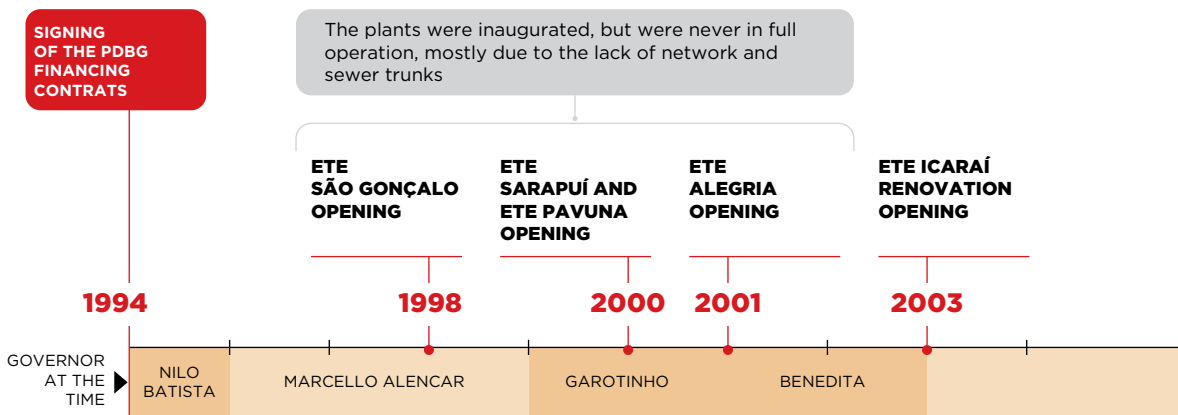 SIGNING
OF THE PDBG
FINANCING
CONTRATS
The plants were inaugurated, but were never in full
operation, mostly due to the lack of network and
sewer trunks
ETE
SÃO GONÇALO
OPENING
ETE
SARAPUÍ AND
ETE PAVUNA
OPENING
ETE
ALEGRIA
OPENING
ETE ICARAÍ
RENOVATION
OPENING
1994
1998
2000
2001
2003
GOVERNOR
AT THE
TIME
NILO
BATISTA
MARCELLO ALENCAR
GAROTINHO
BENEDITA